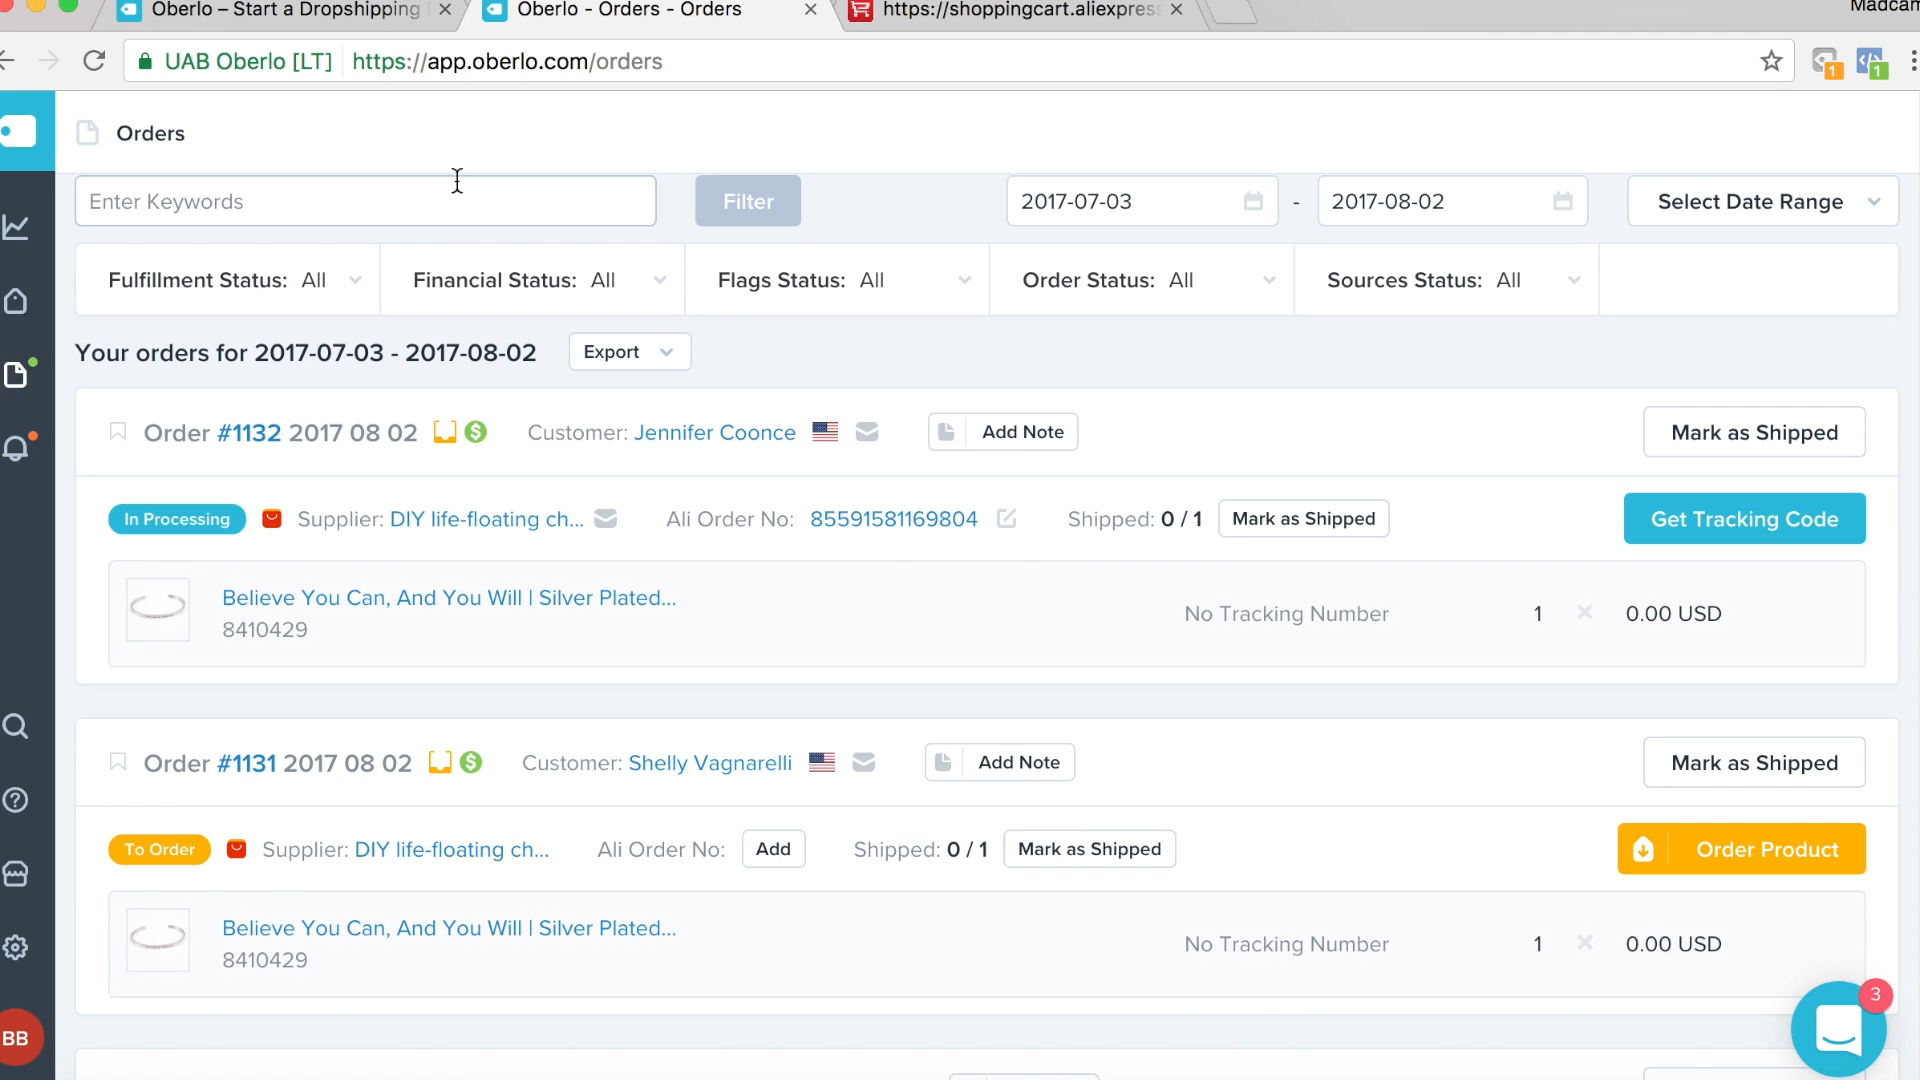 Oberlo – Start a Dropshipping
Oberlo - Orders - Orders
https://shoppingcart.aliexpress
Madcam
UAB Oberlo [LT]
https://app.oberlo.com/orders
1
1
Orders
Enter Keywords
Filter
2017-07-03
-
2017-08-02
Select Date Range
Fulfillment Status: All
Financial Status: All
Flags Status: All
Order Status: All
Sources Status: All
Your orders for 2017-07-03 - 2017-08-02
Export
Order #1132 2017 08 02
Customer: Jennifer Coonce
Add Note
Mark as Shipped
In Processing
Supplier: DIY life-floating ch...
Ali Order No: 85591581169804
Shipped: 0 / 1
Mark as Shipped
Get Tracking Code
Believe You Can, And You Will | Silver Plated...
8410429
No Tracking Number
1
0.00 USD
Order #1131 2017 08 02
Customer: Shelly Vagnarelli
Add Note
Mark as Shipped
To Order
Supplier: DIY life-floating ch...
Ali Order No:
Add
Shipped: 0 / 1
Mark as Shipped
Order Product
Believe You Can, And You Will | Silver Plated...
8410429
No Tracking Number
1
0.00 USD
3
BB